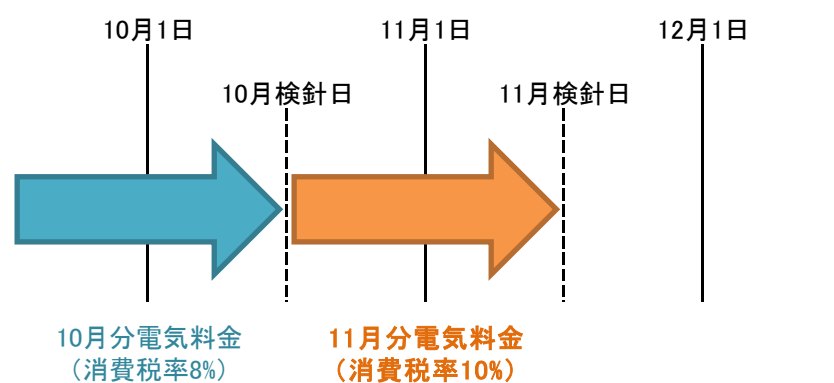 10月1日
11月1日
12月1日
10月検針日
11月検針日
10月分電気料金
（消費税率8%）
11月分電気料金
（消費税率10%）